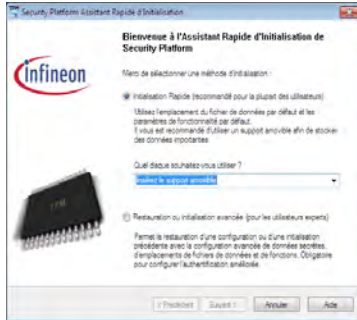 Security Platform Assistant Rapide d'Initialisation
Bienvenue à l'Assistant Rapide d'Initialisation de
Security Platform
infineon
Merci de sélectionner une méthode d'initialisation :
Initialisation Rapide (recommandé pour la plupart des utilisateurs)
Utilisez l'emplacement du fichier de données par défaut et les
paramètres de fonctionnalité par défaut.
Il vous est recommandé d'utiliser un support amovible afin de stocker
des données importantes.
Quel disque souhaitez-vous utiliser ?
Insérez le support amovible
TPM
Restauration ou initialisation avancée (pour les utilisateurs experts)
Permet la restauration d'une configuration ou d'une initialisation
précédente avec la configuration avancée de données secrètes,
d'emplacements de fichiers de données et de fonctions. Obligatoire
pour configurer l'authentification améliorée.
< Précédent
Suivant >
Annuler
Aide